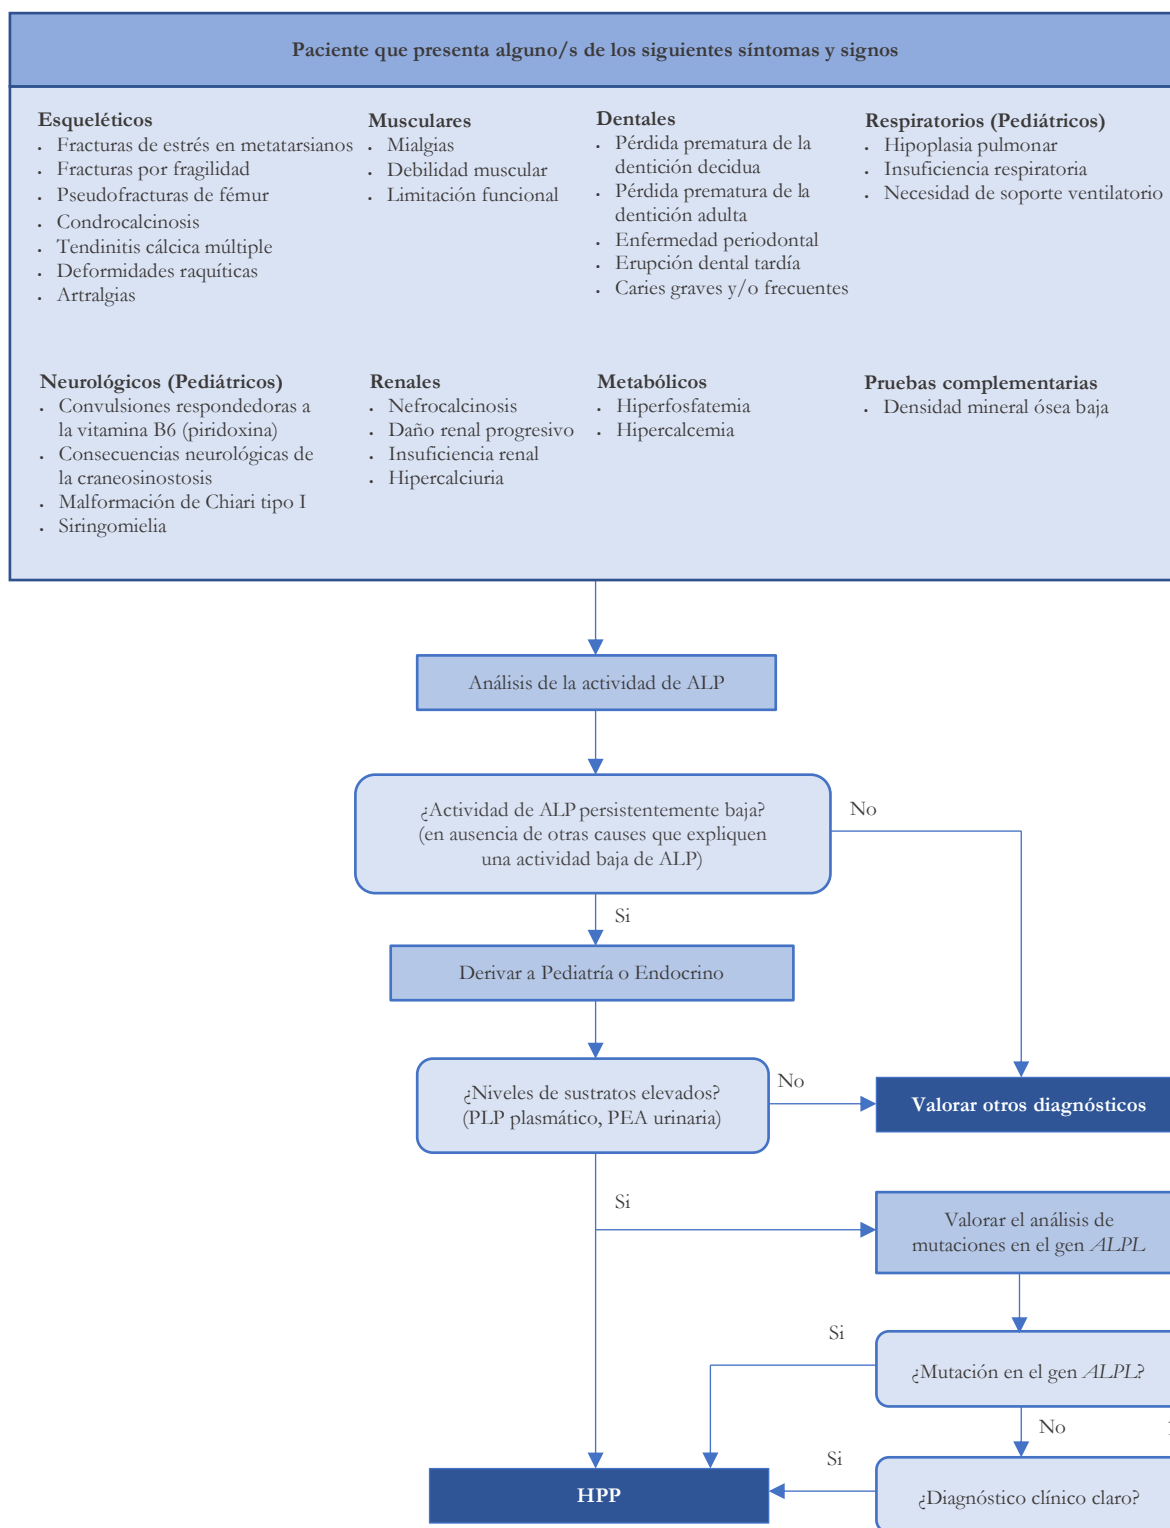 Paciente que presenta alguno/s de los siguientes síntomas y signos
Esqueléticos
• Fracturas de estrés en metatarsianos
• Fracturas por fragilidad
• Pseudofracturas de fémur
• Condrocalcinosis
• Tendinitis cálcica múltiple
• Deformidades raquíticas
• Artralgias
Musculares
• Mialgias
• Debilidad muscular
• Limitación funcional
Dentales
• Pérdida prematura de la
dentición decidua
• Pérdida prematura de la
dentición adulta
• Enfermedad periodontal
• Erupción dental tardía
• Caries graves y/o frecuentes
Respiratorios (Pediátricos)
• Hipoplasia pulmonar
• Insuficiencia respiratoria
• Necesidad de soporte ventilatorio
Neurológicos (Pediátricos)
• Convulsiones respondedoras a
la vitamina B6 (piridoxina)
• Consecuencias neurológicas de
la craneosinostosis
• Malformación de Chiari tipo I
• Siringomielia
Renales
• Nefrocalcinosis
• Daño renal progresivo
• Insuficiencia renal
• Hipercalciuria
Metabólicos
• Hiperfosfatemia
• Hipercalcemia
Pruebas complementarias
• Densidad mineral ósea baja
Análisis de la actividad de ALP
¿Actividad de ALP persistentemente baja?
(en ausencia de otras causes que expliquen
una actividad baja de ALP)
No
Si
Derivar a Pediatría o Endocrino
¿Niveles de sustratos elevados?
(PLP plasmático, PEA urinaria)
No
Valorar otros diagnósticos
Si
Valorar el análisis de
mutaciones en el gen ALPL
Si
¿Mutación en el gen ALPL?
No
Si
HPP
¿Diagnóstico clínico claro?